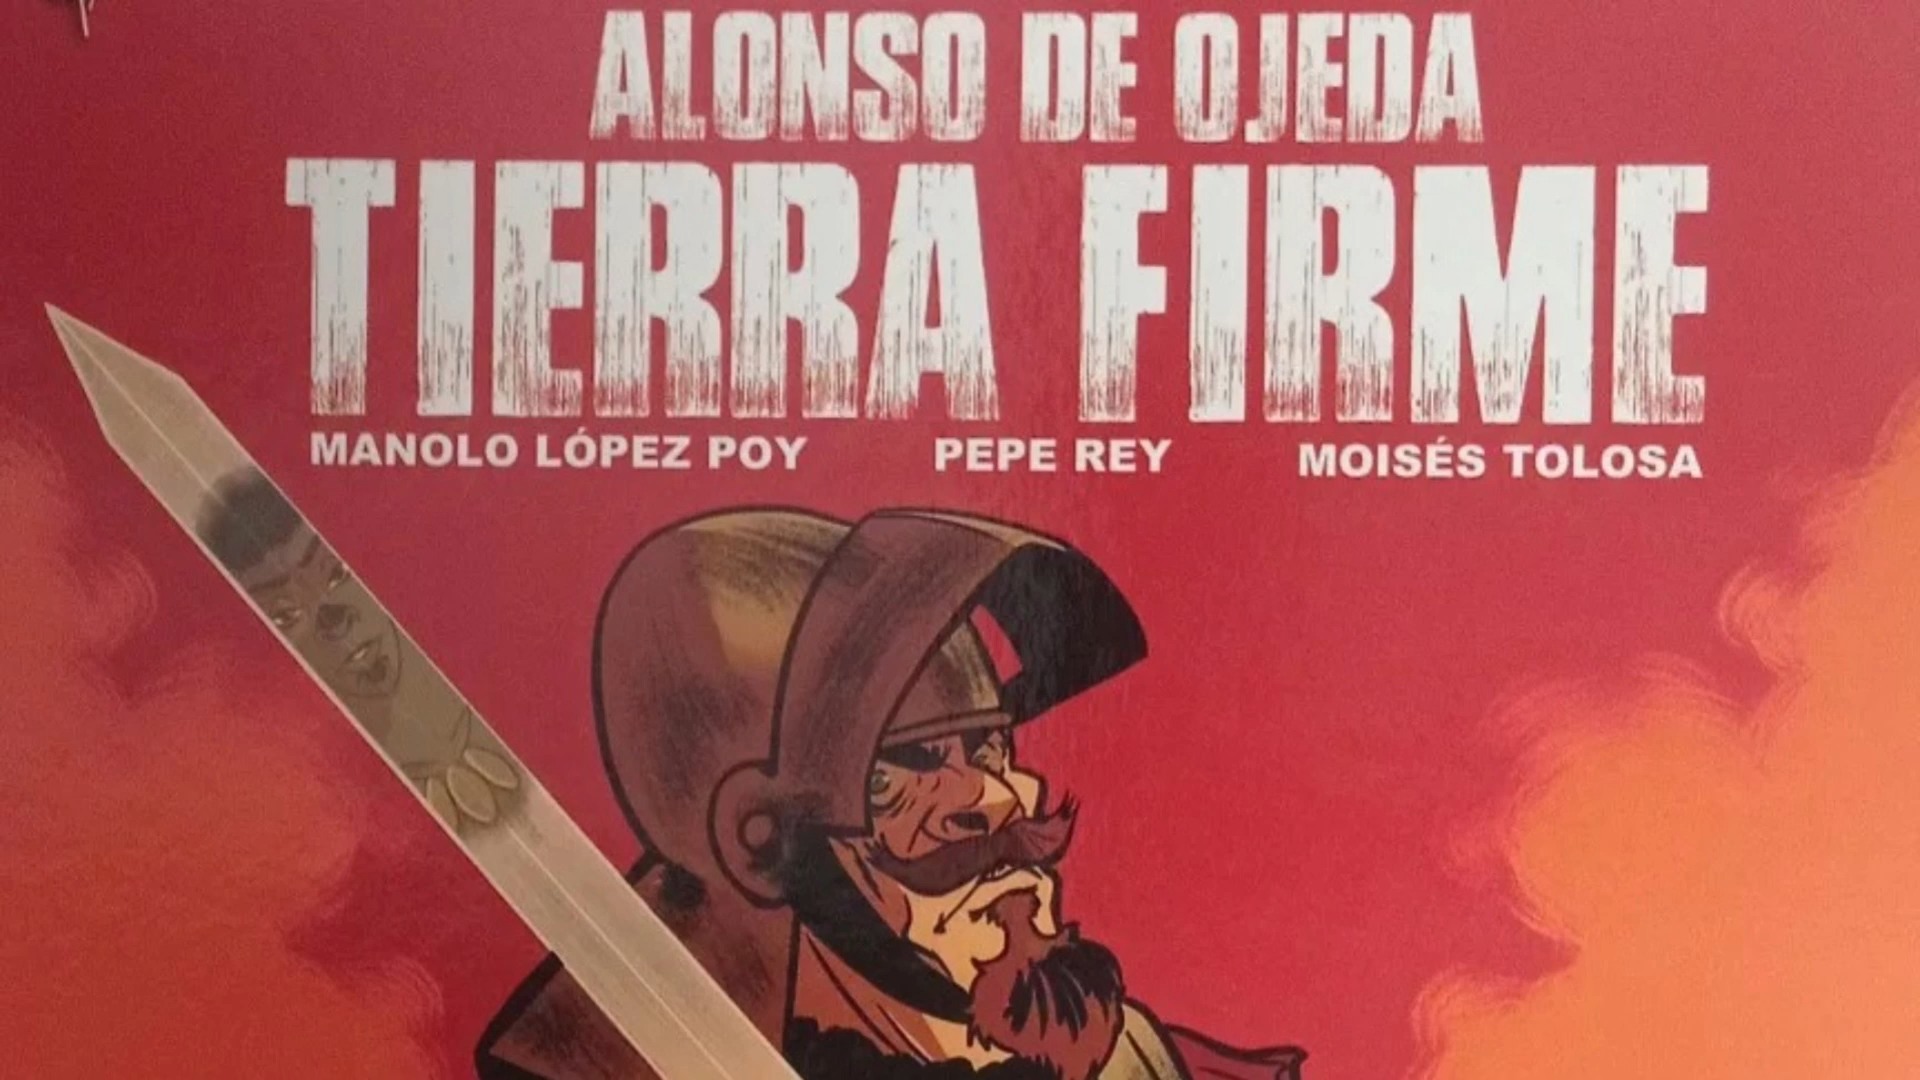 ALONSO DE OJEDA
TIERRA FIRME
MANOLO LÓPEZ POY PEPE REY MOISÉS TOLOSA